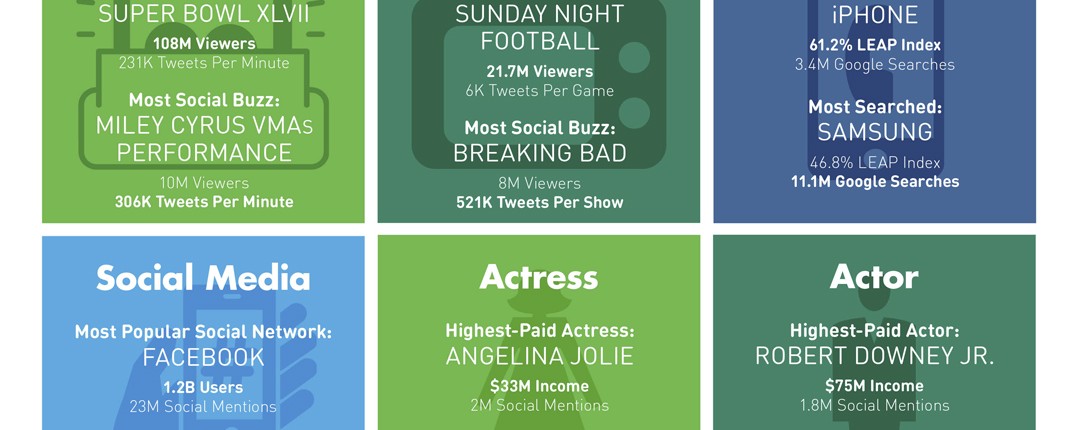 SUPER BOWL XLVII
108M Viewers
231K Tweets Per Minute
Most Social Buzz:
MILEY CYRUS VMAs
PERFORMANCE
10M Viewers
306K Tweets Per Minute
SUNDAY NIGHT
FOOTBALL
21.7M Viewers
6K Tweets Per Game
Most Social Buzz:
BREAKING BAD
8M Viewers
521K Tweets Per Show
iPHONE
61.2% LEAP Index
3.4M Google Searches
Most Searched:
SAMSUNG
46.8% LEAP Index
11.1M Google Searches
Social Media
Most Popular Social Network:
FACEBOOK
1.2B Users
23M Social Mentions
Actress
Highest-Paid Actress:
ANGELINA JOLIE
$33M Income
2M Social Mentions
Actor
Highest-Paid Actor:
ROBERT DOWNEY JR.
$75M Income
1.8M Social Mentions